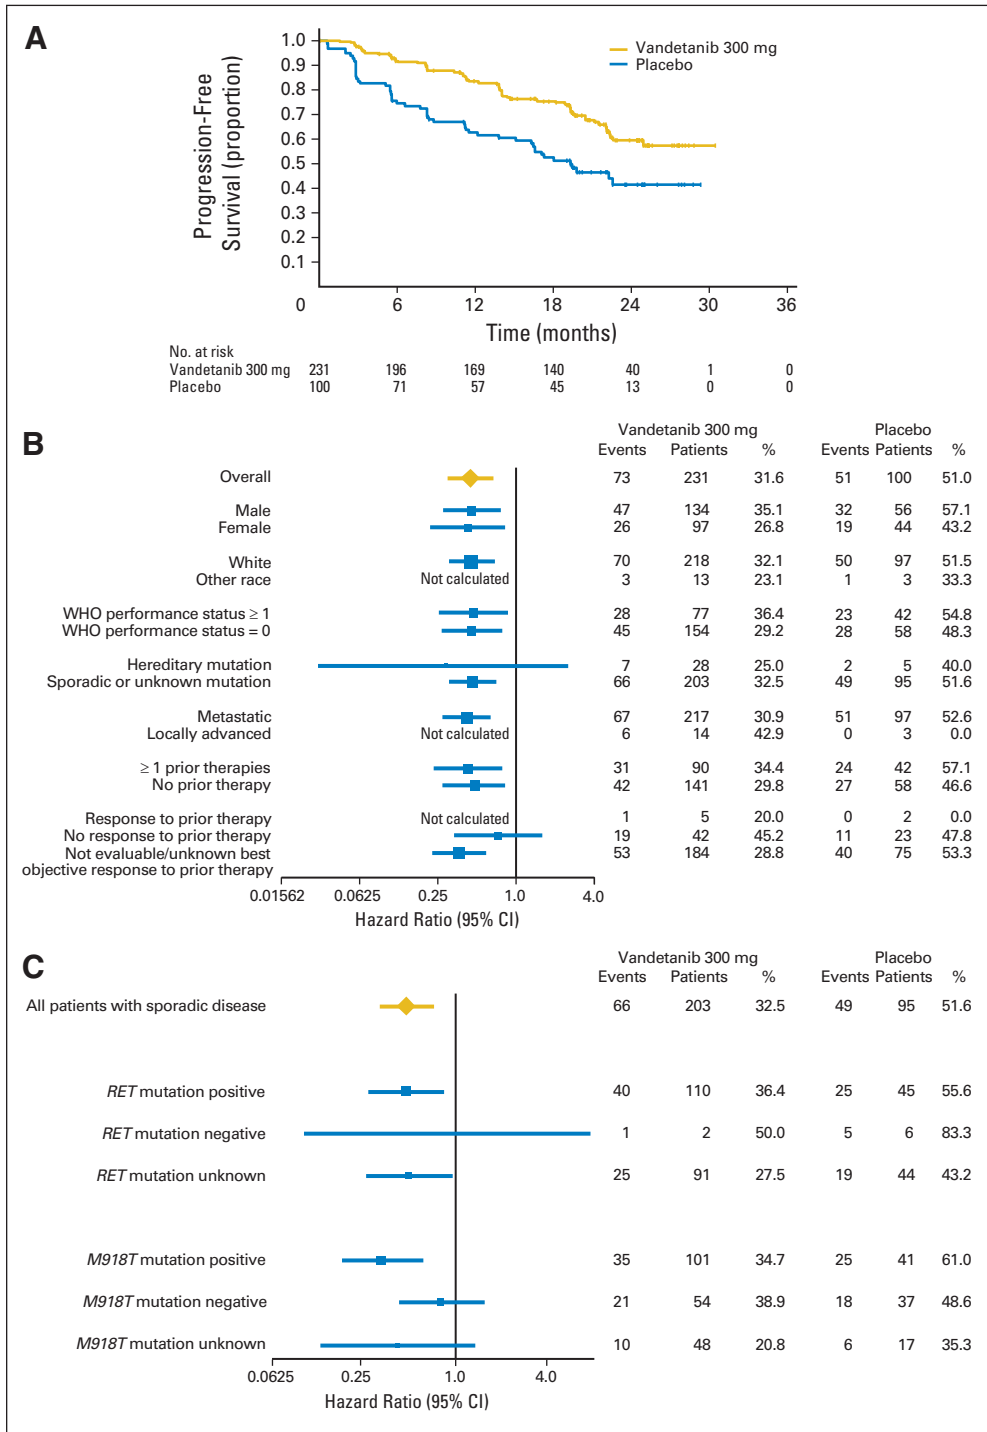 A
Progression-Free
Survival (proportion)
1.0
0.9
0.8
0.7
0.6
0.5
0.4
0.3
0.2
0.1
Vandetanib 300 mg
Placebo
0 6 12 18 24 30 36
Time (months)
No. at risk
Vandetanib 300 mg 231 196 169 140 40 1 0
Placebo 100 71 57 45 13 0 0
B
Vandetanib 300 mg Placebo
Events Patients % Events Patients %
Overall 73 231 31.6 51 100 51.0
Male 47 134 35.1 32 56 57.1
Female 26 97 26.8 19 44 43.2
White 70 218 32.1 50 97 51.5
Other race Not calculated 3 13 23.1 1 3 33.3
WHO performance status ≥ 1 28 77 36.4 23 42 54.8
WHO performance status = 0 45 154 29.2 28 58 48.3
Hereditary mutation 7 28 25.0 2 5 40.0
Sporadic or unknown mutation 66 203 32.5 49 95 51.6
Metastatic 67 217 30.9 51 97 52.6
Locally advanced Not calculated 6 14 42.9 0 3 0.0
≥ 1 prior therapies 31 90 34.4 24 42 57.1
No prior therapy 42 141 29.8 27 58 46.6
Response to prior therapy Not calculated 1 5 20.0 0 2 0.0
No response to prior therapy 19 42 45.2 11 23 47.8
Not evaluable/unknown best 53 184 28.8 40 75 53.3
objective response to prior therapy
0.01562 0.0625 0.25 1.0 4.0
Hazard Ratio (95% CI)
C
Vandetanib 300 mg Placebo
Events Patients % Events Patients %
All patients with sporadic disease 66 203 32.5 49 95 51.6
RET mutation positive 40 110 36.4 25 45 55.6
RET mutation negative 1 2 50.0 5 6 83.3
RET mutation unknown 25 91 27.5 19 44 43.2
M918T mutation positive 35 101 34.7 25 41 61.0
M918T mutation negative 21 54 38.9 18 37 48.6
M918T mutation unknown 10 48 20.8 6 17 35.3
0.0625 0.25 1.0 4.0
Hazard Ratio (95% CI)